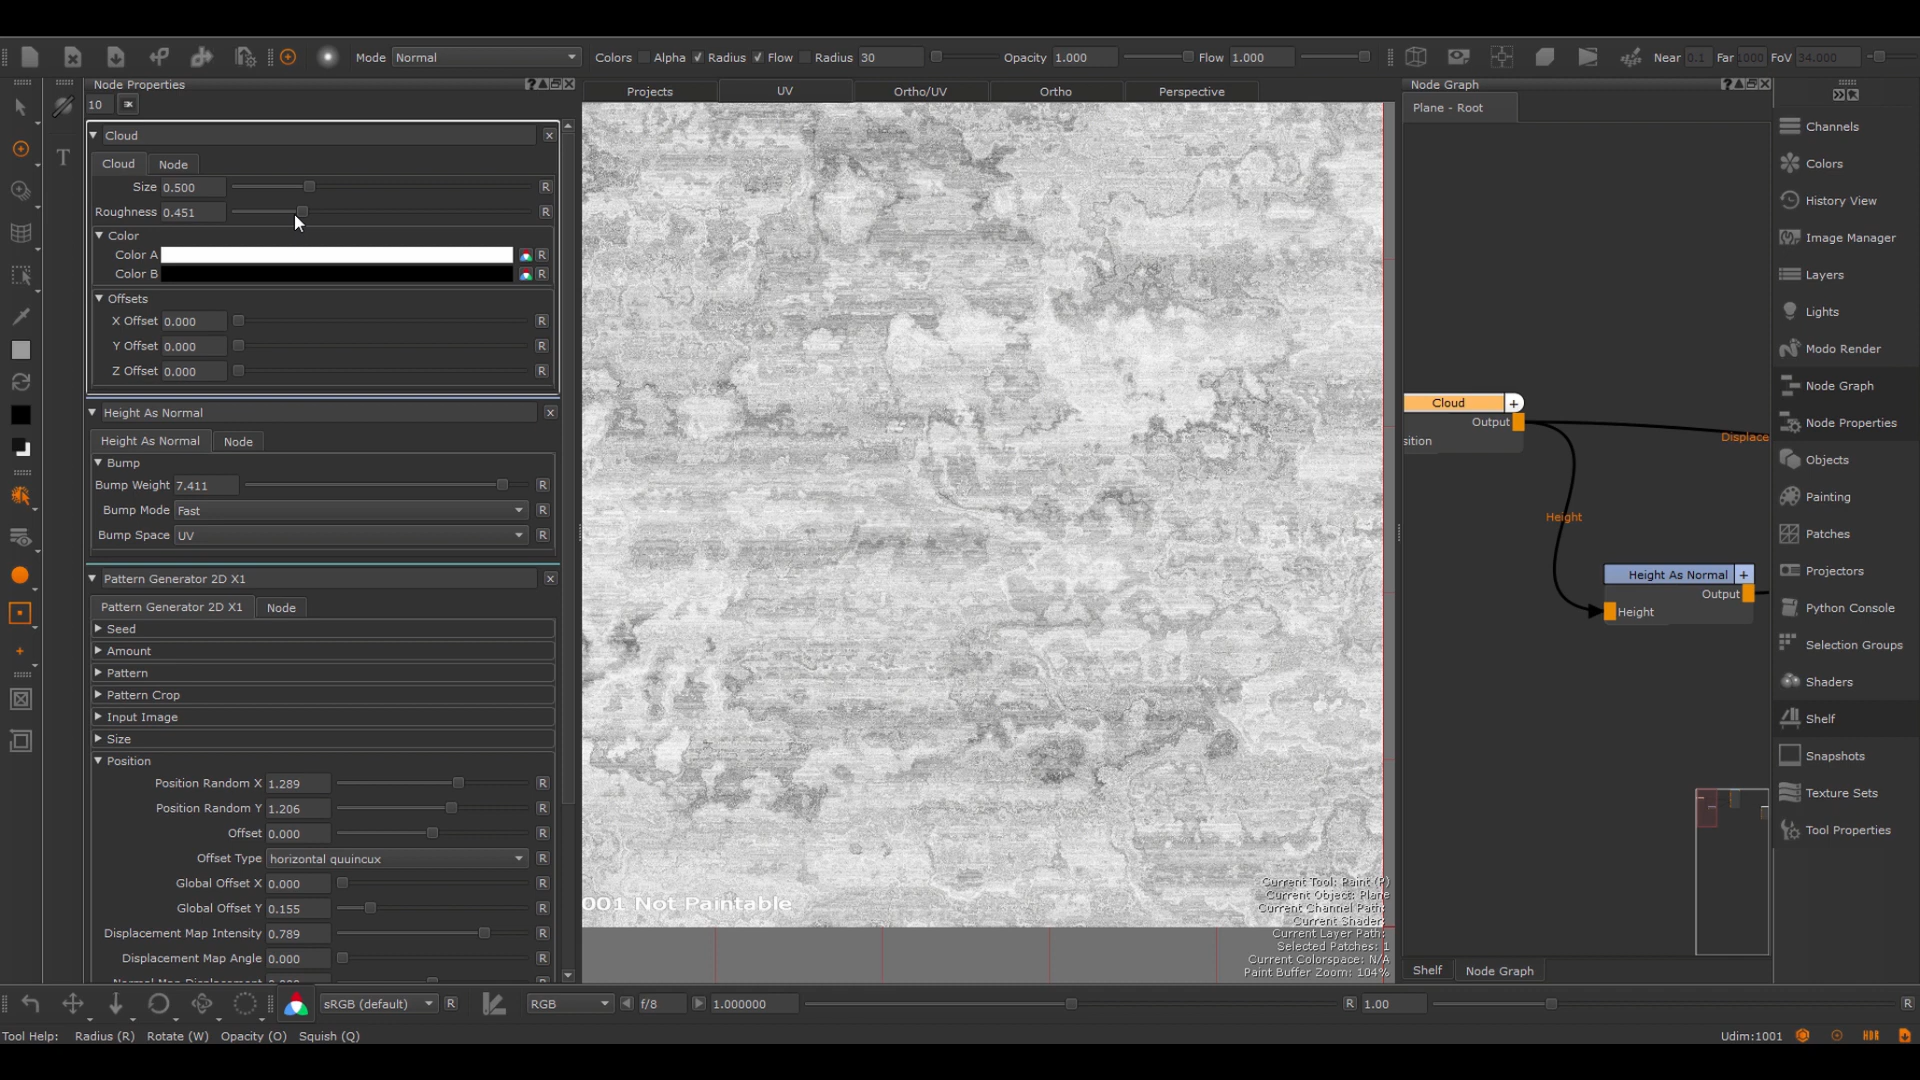 Mode Normal Colors Alpha Radius Flow Radius 30 Opacity 1.000 Flow 1.000 Near 0.1 Far 1000 FoV 34.000
Node Properties
10
Cloud
Cloud Node
Size 0.500 R
Roughness 0.451 R
Color
Color A R
Color B R
Offsets
X Offset 0.000 R
Y Offset 0.000 R
Z Offset 0.000 R
Height As Normal
Height As Normal Node
Bump
Bump Weight 7.411 R
Bump Mode Fast R
Bump Space UV R
Pattern Generator 2D X1
Pattern Generator 2D X1 Node
Seed
Amount
Pattern
Pattern Crop
Input Image
Size
Position
Position Random X 1.289 R
Position Random Y 1.206 R
Offset 0.000 R
Offset Type horizontal quuincux R
Global Offset X 0.000 R
Global Offset Y 0.155 R
Displacement Map Intensity 0.789 R
Displacement Map Angle 0.000 R
Projects UV Ortho/UV Ortho Perspective
001 Not Paintable
Current Tool: Paint (P)
Current Object: Plane
Current Channel Path:
Current Shader:
Current Layer Path:
Selected Patches: 1
Current Colorspace: N/A
Paint Buffer Zoom: 104%
Node Graph
Plane - Root
Cloud +
Output
sition
Displace
Height
Height As Normal +
Output
Height
Shelf Node Graph
Channels
Colors
History View
Image Manager
Layers
Lights
Modo Render
Node Graph
Node Properties
Objects
Painting
Patches
Projectors
Python Console
Selection Groups
Shaders
Shelf
Snapshots
Texture Sets
Tool Properties
sRGB (default) R RGB f/8 1.000000 R 1.00 R
Tool Help: Radius (R) Rotate (W) Opacity (O) Squish (Q) Udim:1001 HDR